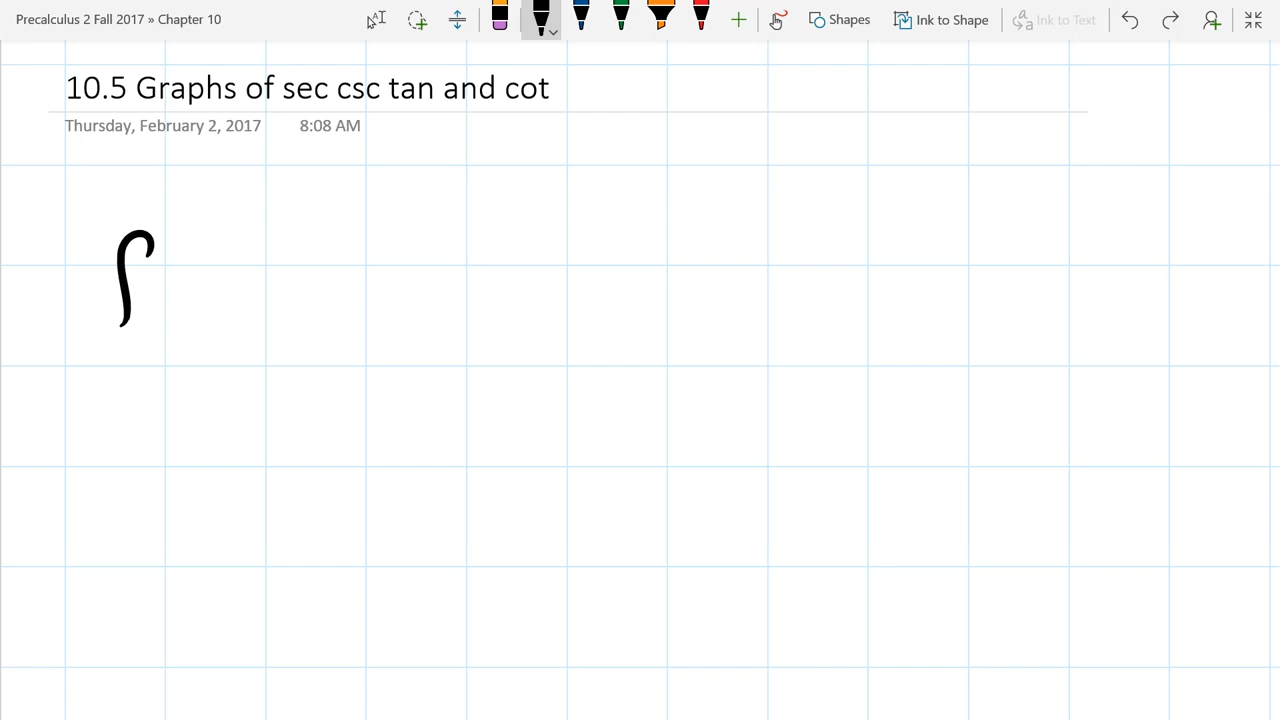 Precalculus 2 Fall 2017 » Chapter 10
Shapes
Ink to Shape
Ink to Text
10.5 Graphs of sec csc tan and cot
Thursday, February 2, 2017 8:08 AM